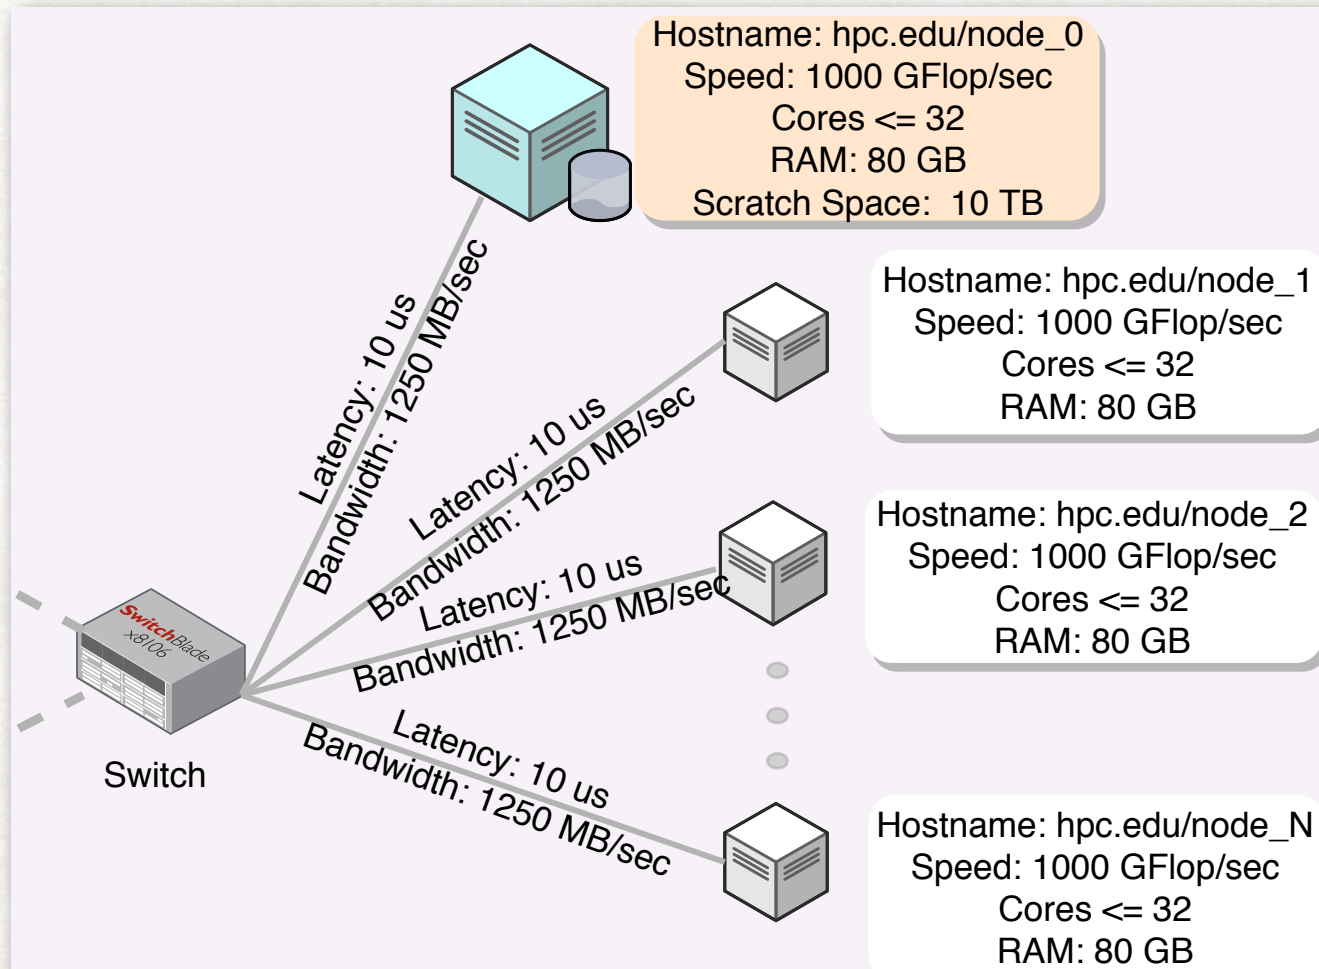 Hostname: hpc.edu/node_0
Speed: 1000 GFlop/sec
Cores <= 32
RAM: 80 GB
Scratch Space: 10 TB
Latency: 10 us
Bandwidth: 1250 MB/sec
Hostname: hpc.edu/node_1
Speed: 1000 GFlop/sec
Cores <= 32
RAM: 80 GB
Latency: 10 us
Bandwidth: 1250 MB/sec
Hostname: hpc.edu/node_2
Speed: 1000 GFlop/sec
Cores <= 32
RAM: 80 GB
Latency: 10 us
Bandwidth: 1250 MB/sec
SwitchBlade
x8106
Switch
Latency: 10 us
Bandwidth: 1250 MB/sec
Hostname: hpc.edu/node_N
Speed: 1000 GFlop/sec
Cores <= 32
RAM: 80 GB